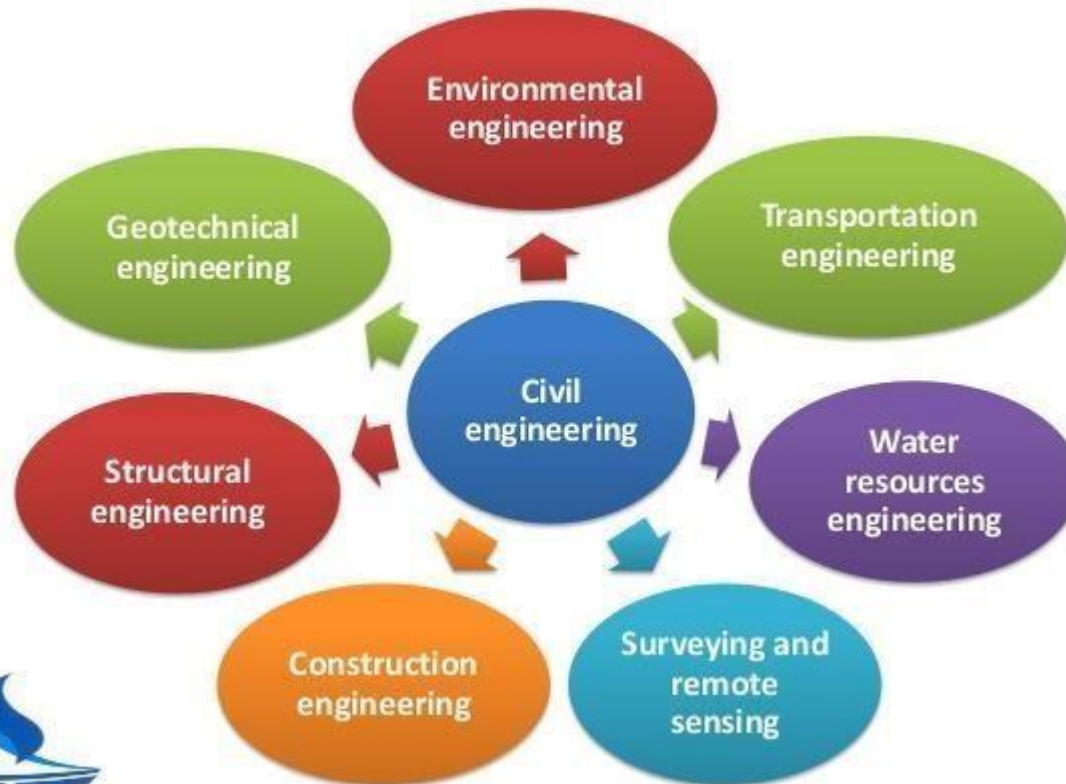 Environmental
engineering
Transportation
engineering
Water
resources
engineering
Surveying and
remote
sensing
Construction
engineering
Structural
engineering
Geotechnical
engineering
Civil
engineering